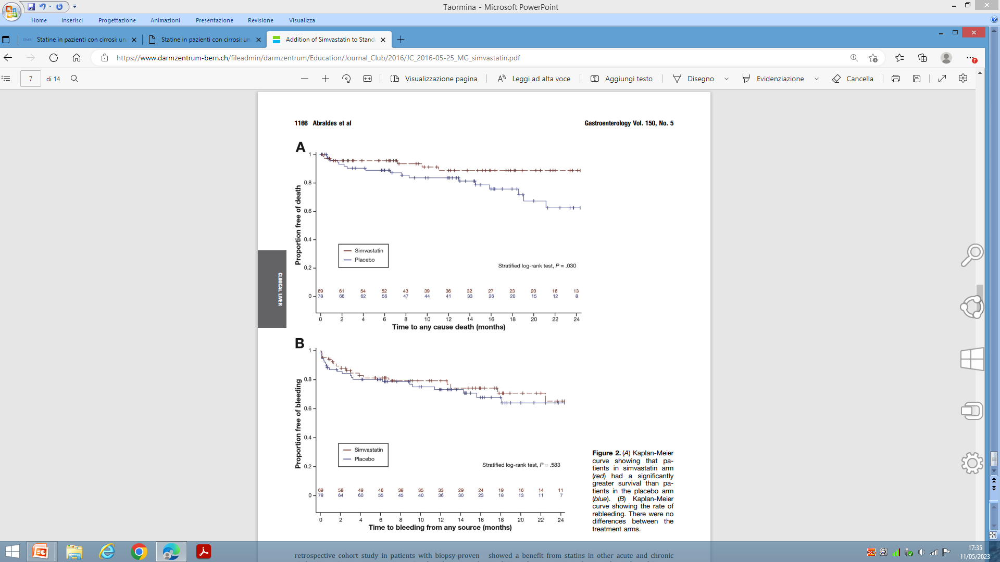 Taormina - Microsoft PowerPoint
Home Inserisci Progettazione Animazioni Presentazione Revisione Visualizza
Statine in pazienti con cirrosi: un Statine in pazienti con cirrosi: un Addition of Simvastatin to Stand
https://www.darmzentrum-bern.ch/fileadmin/darmzentrum/Education/Journal_Club/2016/JC_2016-05-25_MG_simvastatin.pdf
7 di 14 Visualizzazione pagina Leggi ad alta voce Aggiungi testo Disegno Evidenziazione Cancella
1166 Abraldes et al Gastroenterology Vol. 150, No. 5
CLINICAL LIVER
A
Proportion free of death
1
0.8
0.6
0.4
0.2
0
Simvastatin
Placebo
Stratified log-rank test, P = .030
69 61 54 52 43 39 36 32 27 23 20 16 13
78 66 62 56 47 44 41 33 26 20 15 12 8
0 2 4 6 8 10 12 14 16 18 20 22 24
Time to any cause death (months)
B
Proportion free of bleeding
1
0.8
0.6
0.4
0.2
0
Simvastatin
Placebo
Stratified log-rank test, P = .583
69 58 49 46 38 35 33 29 24 19 16 14 11
78 64 60 55 45 40 36 30 23 18 13 11 7
0 2 4 6 8 10 12 14 16 18 20 22 24
Time to bleeding from any source (months)
Figure 2. (A) Kaplan-Meier
curve showing that pa-
tients in simvastatin arm
(red) had a significantly
greater survival than pa-
tients in the placebo arm
(blue). (B) Kaplan-Meier
curve showing the rate of
rebleeding. There were no
differences between the
treatment arms.
retrospective cohort study in patients with biopsy-proven showed a benefit from statins in other acute and chronic
17:35
11/05/2023